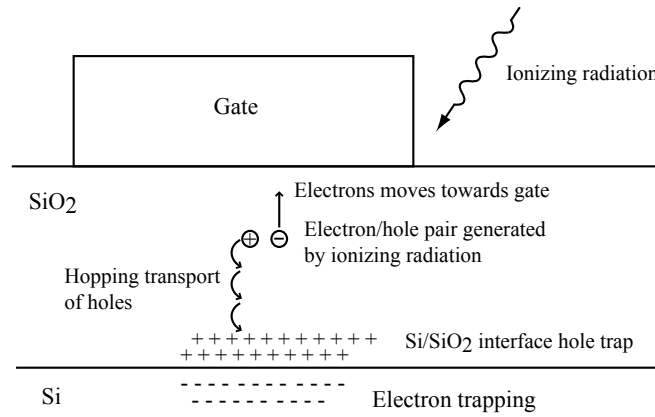 Ionizing radiation
Gate
Electrons moves towards gate
SiO2
Electron/hole pair generated
by ionizing radiation
Hopping transport
of holes
+ + + + + + + + + +
Si/SiO2 interface hole trap
+ + + + + + + + + +
Si
Electron trapping